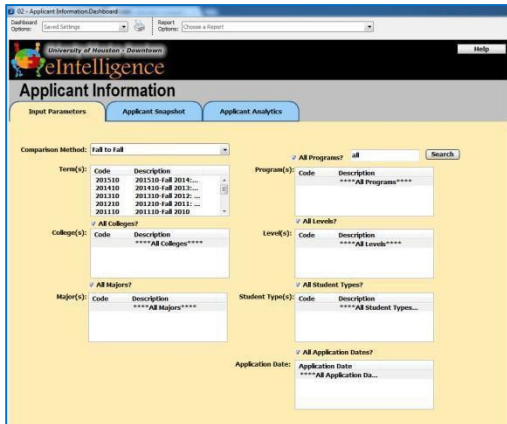 02 - Applicant Information.Dashboard
Dashboard Options: Saved Settings
Report Options: Choose a Report
University of Houston - Downtown
Help
eIntelligence
Applicant Information
Input Parameters
Applicant Snapshot
Applicant Analytics
Comparison Method: Fall to Fall
All Programs? all Search
Term(s): Code Description
201510 201510-Fall 2014:...
201410 201410-Fall 2013:...
201310 201310-Fall 2012: ...
201210 201210-Fall 2011: ...
201110 201110-Fall 2010
Program(s): Code Description
****All Programs****
All Colleges?
College(s): Code Description
****All Colleges****
All Levels?
Level(s): Code Description
****All Levels****
All Majors?
Major(s): Code Description
****All Majors****
All Student Types?
Student Type(s): Code Description
****All Student Types...
All Application Dates?
Application Date: Application Date
****All Application Da...